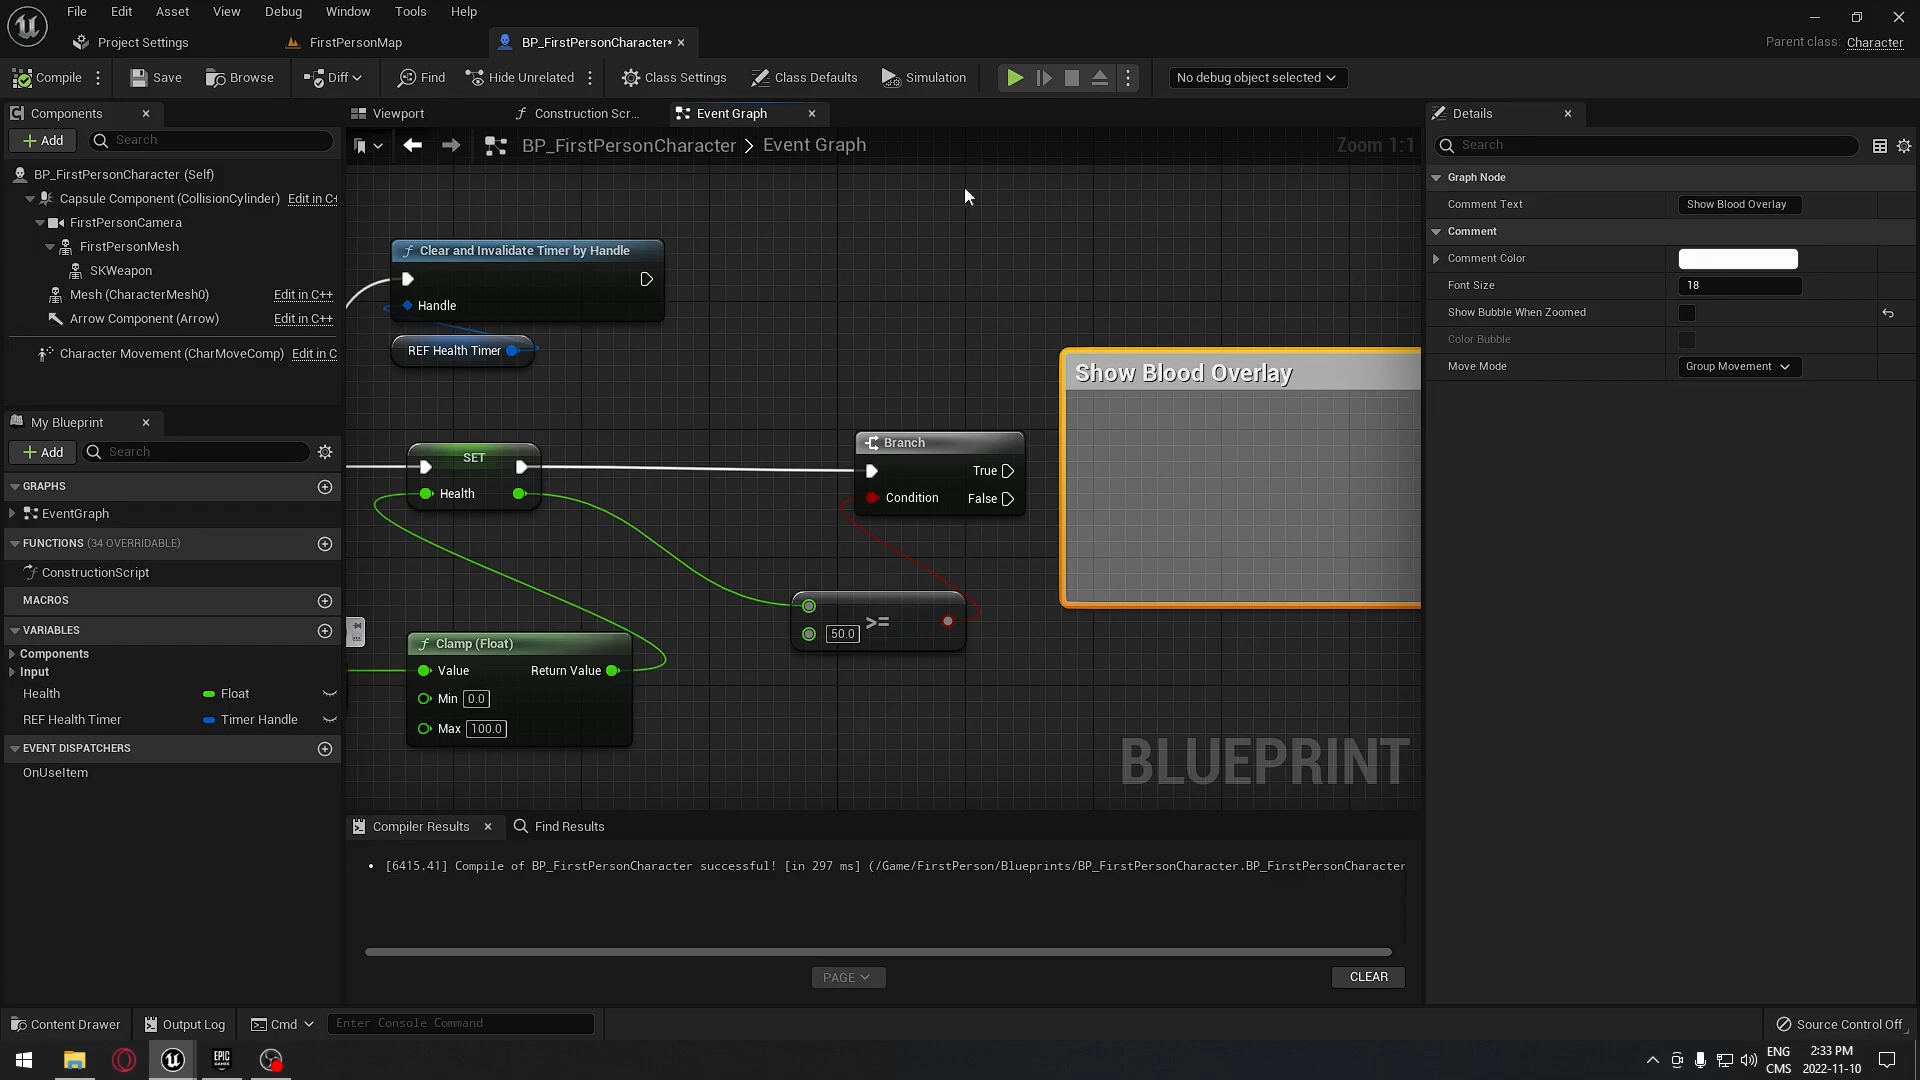 File Edit Asset View Debug Window Tools Help
Project Settings
FirstPersonMap
BP_FirstPersonCharacter*
Parent class: Character
Compile
Save
Browse
Diff
Find
Hide Unrelated
Class Settings
Class Defaults
Simulation
No debug object selected
Components
Viewport
Construction Scr...
Event Graph
Details
Add
Search
BP_FirstPersonCharacter > Event Graph
Zoom 1:1
Search
BP_FirstPersonCharacter (Self)
Capsule Component (CollisionCylinder) Edit in C+
FirstPersonCamera
FirstPersonMesh
SKWeapon
Mesh (CharacterMesh0) Edit in C++
Arrow Component (Arrow) Edit in C++
Character Movement (CharMoveComp) Edit in C
Graph Node
Comment Text Show Blood Overlay
Comment
Comment Color
Font Size 18
Show Bubble When Zoomed
Color Bubble
Move Mode Group Movement
Clear and Invalidate Timer by Handle
Handle
REF Health Timer
Show Blood Overlay
SET
Health
Branch
True
Condition False
50.0 >=
Clamp (Float)
Value Return Value
Min 0.0
Max 100.0
BLUEPRINT
My Blueprint
Add
Search
GRAPHS
EventGraph
FUNCTIONS (34 OVERRIDABLE)
ConstructionScript
MACROS
VARIABLES
Components
Input
Health Float
REF Health Timer Timer Handle
EVENT DISPATCHERS
OnUseItem
Compiler Results
Find Results
[6415.41] Compile of BP_FirstPersonCharacter successful! [in 297 ms] (/Game/FirstPerson/Blueprints/BP_FirstPersonCharacter.BP_FirstPersonCharacter
PAGE
CLEAR
Content Drawer
Output Log
Cmd
Enter Console Command
Source Control Off
EPIC GAMES
ENG
CMS
2:33 PM
2022-11-10